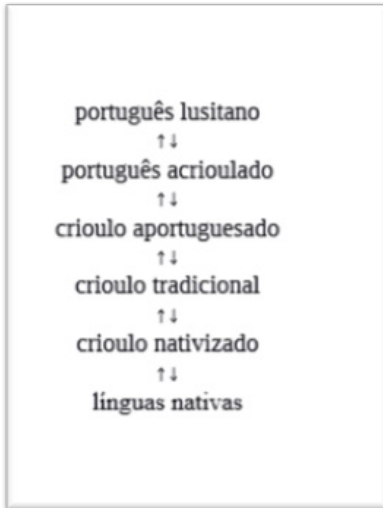 português lusitano
↑↓
português acrioulado
↑↓
crioulo aportuguesado
↑↓
crioulo tradicional
↑↓
crioulo nativizado
↑↓
línguas nativas